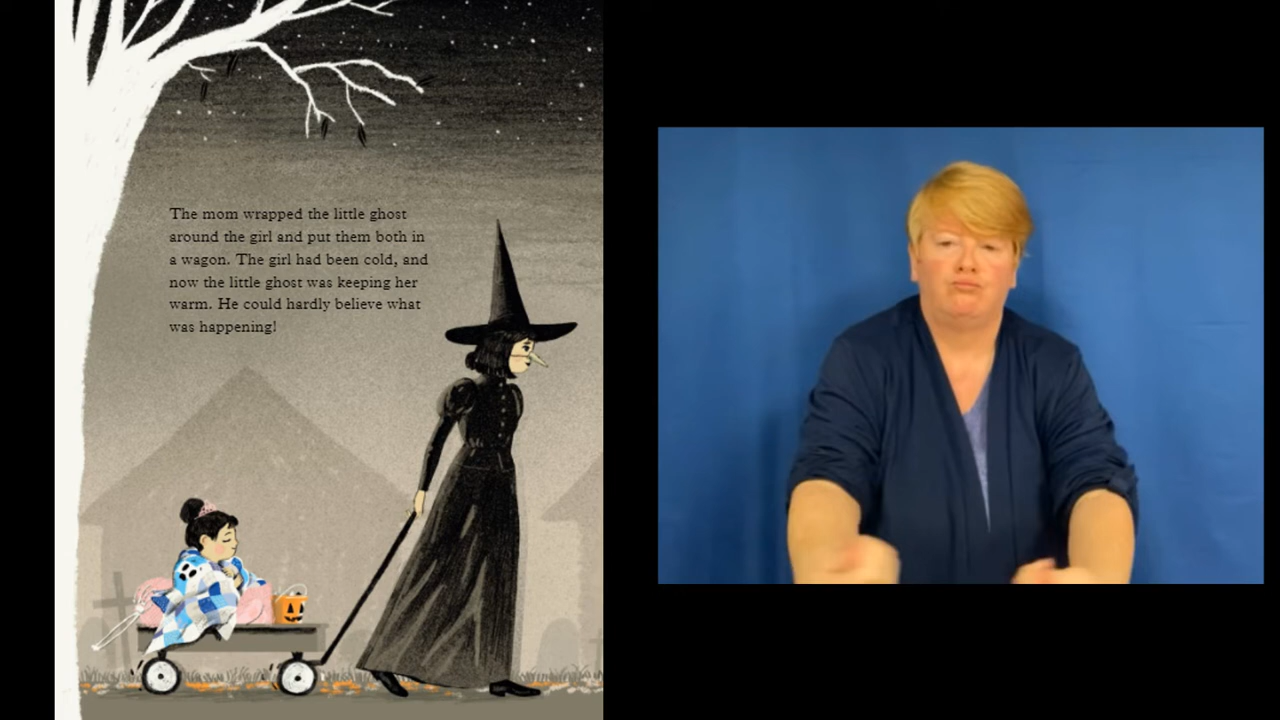 The mom wrapped the little ghost
around the girl and put them both in
a wagon. The girl had been cold, and
now the little ghost was keeping her
warm. He could hardly believe what
was happening!